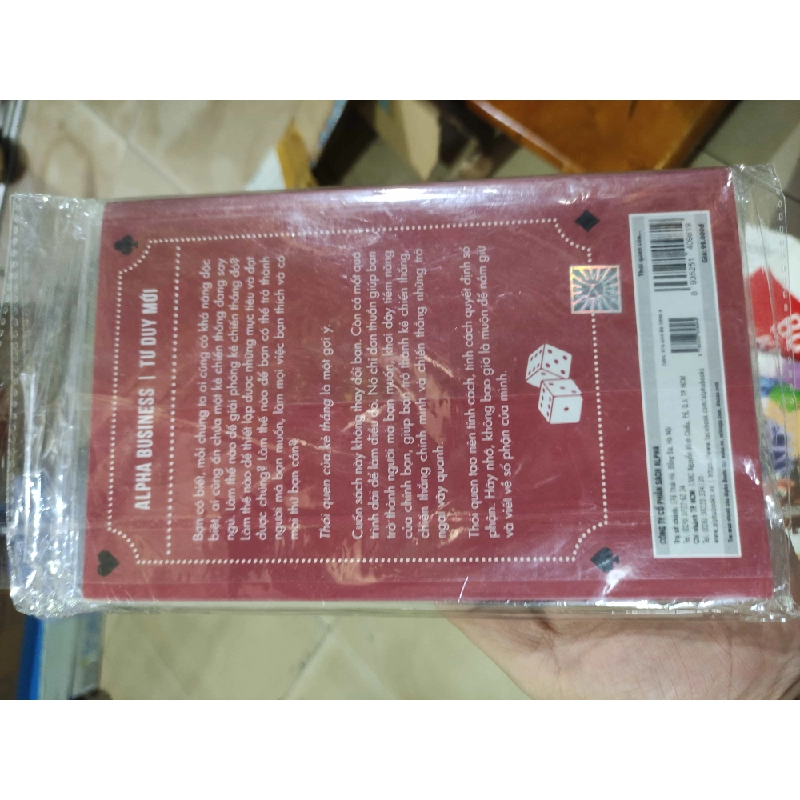 ALPHA BUSINESS | TƯ DUY MỚI
Bạn có biết, mỗi chúng ta ai cũng có khả năng đặc
biệt, ai cũng ẩn chứa một kẻ chiến thắng đang say
ngủ. Làm thế nào để giải phóng kẻ chiến thắng đó?
Làm thế nào để thiết lập được những mục tiêu và đạt
được chúng? Làm thế nào để bạn có thể trở thành
người mà bạn muốn, làm mọi việc bạn thích và có
mọi thứ bạn cần?
Thói quen của kẻ thắng là một gợi ý.
Cuốn sách này không thay đổi bạn. Còn cả một quá
trình dài để làm điều đó. Nó chỉ đơn thuần giúp bạn
trở thành người mà bạn muốn, khơi dậy tiềm năng
của chính bạn, giúp bạn trở thành kẻ chiến thắng,
chiến thắng chính mình và chiến thắng những trở
ngại vây quanh.
Thói quen tạo nên tính cách, tính cách quyết định số
phận. Hãy nhớ, không bao giờ là muộn để nắm giữ
và viết về số phận của mình.
CÔNG TY CỔ PHẦN SÁCH ALPHA
Thói quen của...
Giá: 99.000đ